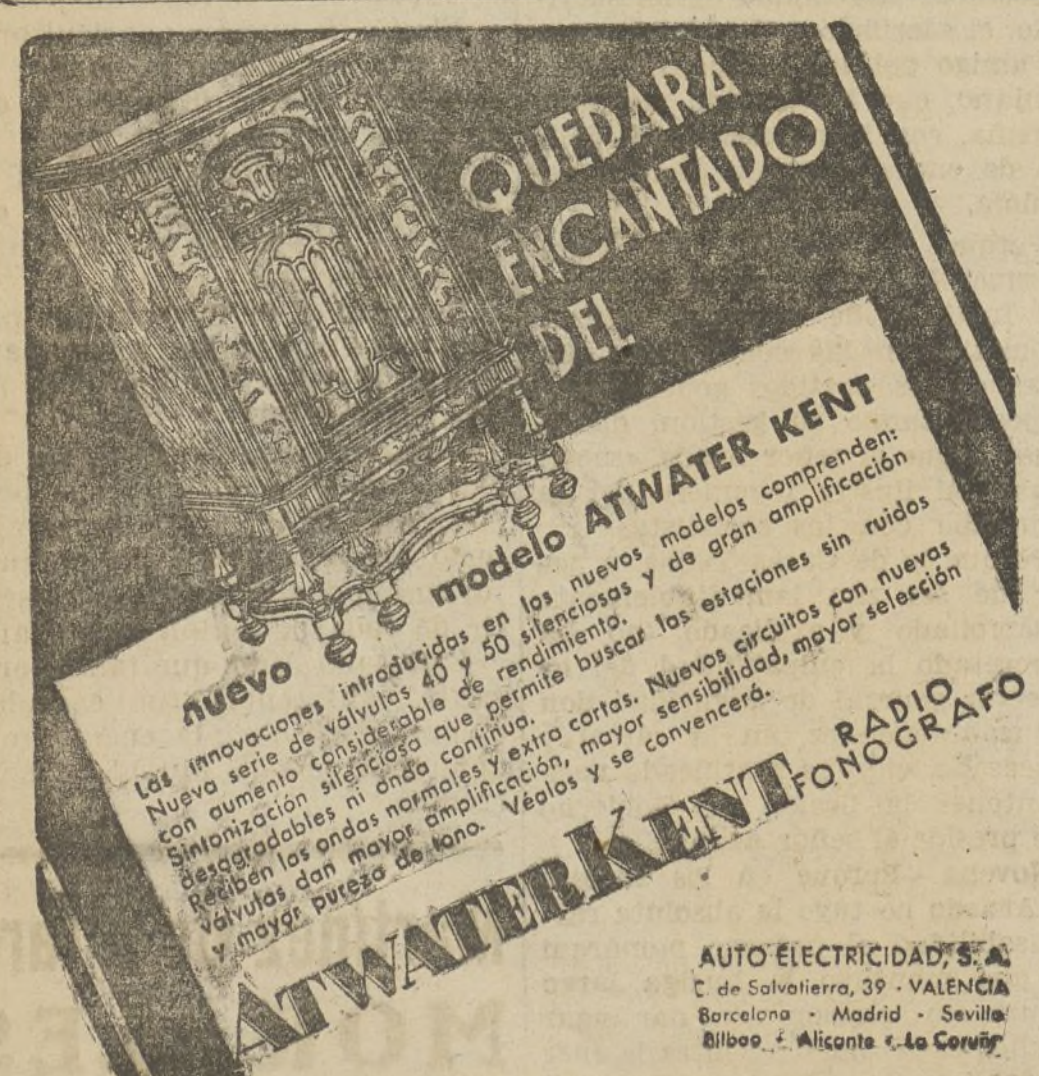 QUEDARA
ENCANTADO
DEL
nuevo modelo ATWATER KENT
Las innovaciones introducidas en los nuevos modelos comprenden:
Nueva serie de válvulas 40 y 50 silenciosas y de gran amplificación
con aumento considerable de rendimiento.
Sintonización silenciosa que permite buscar las estaciones sin ruidos
desagradables ni onda continua.
Reciben las ondas normales y extra cortas. Nuevos circuitos con nuevas
válvulas dan mayor amplificación, mayor sensibilidad, mayor selección
y mayor pureza de tono. Véalos y se convencerá.
ATWATER KENT
RADIO
FONOGRAFO
AUTO ELECTRICIDAD, S. A.
C de Salvatierra, 39 - VALENCIA
Barcelona - Madrid - Sevilla
Bilbao - Alicante - La Coruña